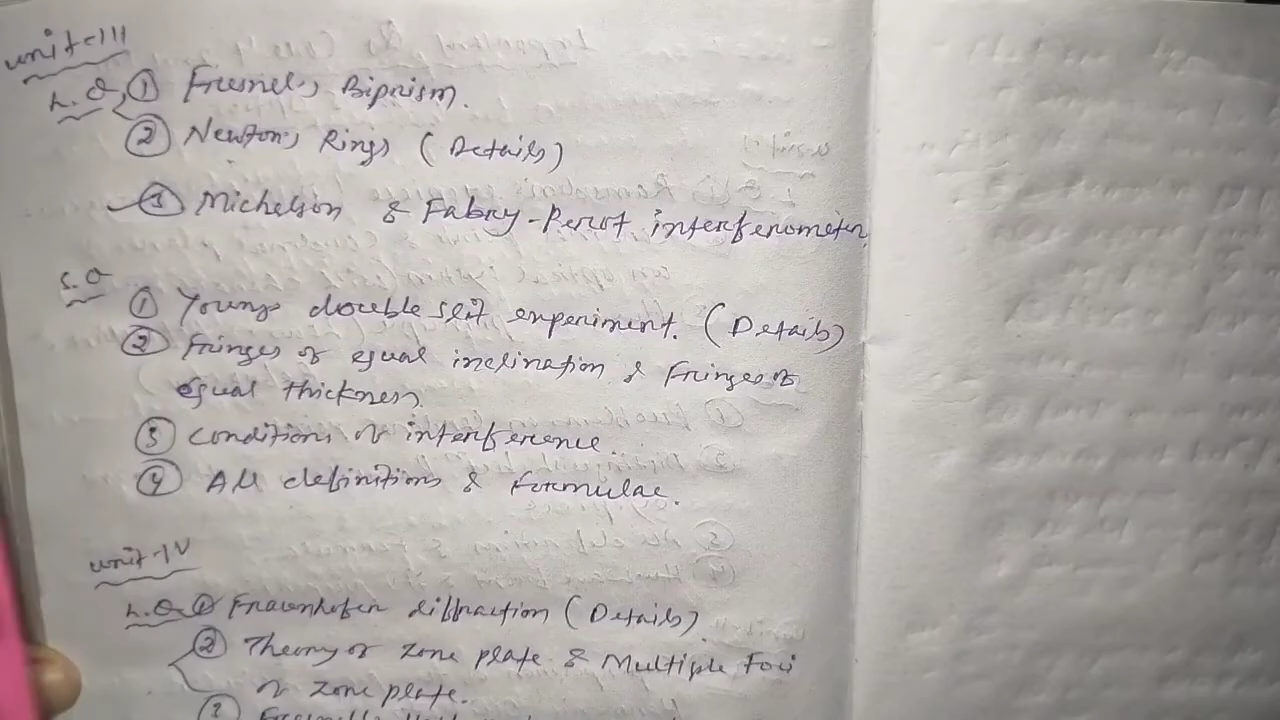 unit-III
L.Q, ① Fresnel's Biprism.
② Newton's Rings (Details)
③ Michelson & Fabry-Perot interferometer
S.Q
① Young's double slit experiment. (Details)
② Fringes of equal inclination & Fringes of
equal thickness
③ Conditions of interference.
④ All definitions & formulae.
unit-IV
L.Q ① Fraunhofer diffraction (Details)
② Theory of zone plate & Multiple Foci
of zone plate.